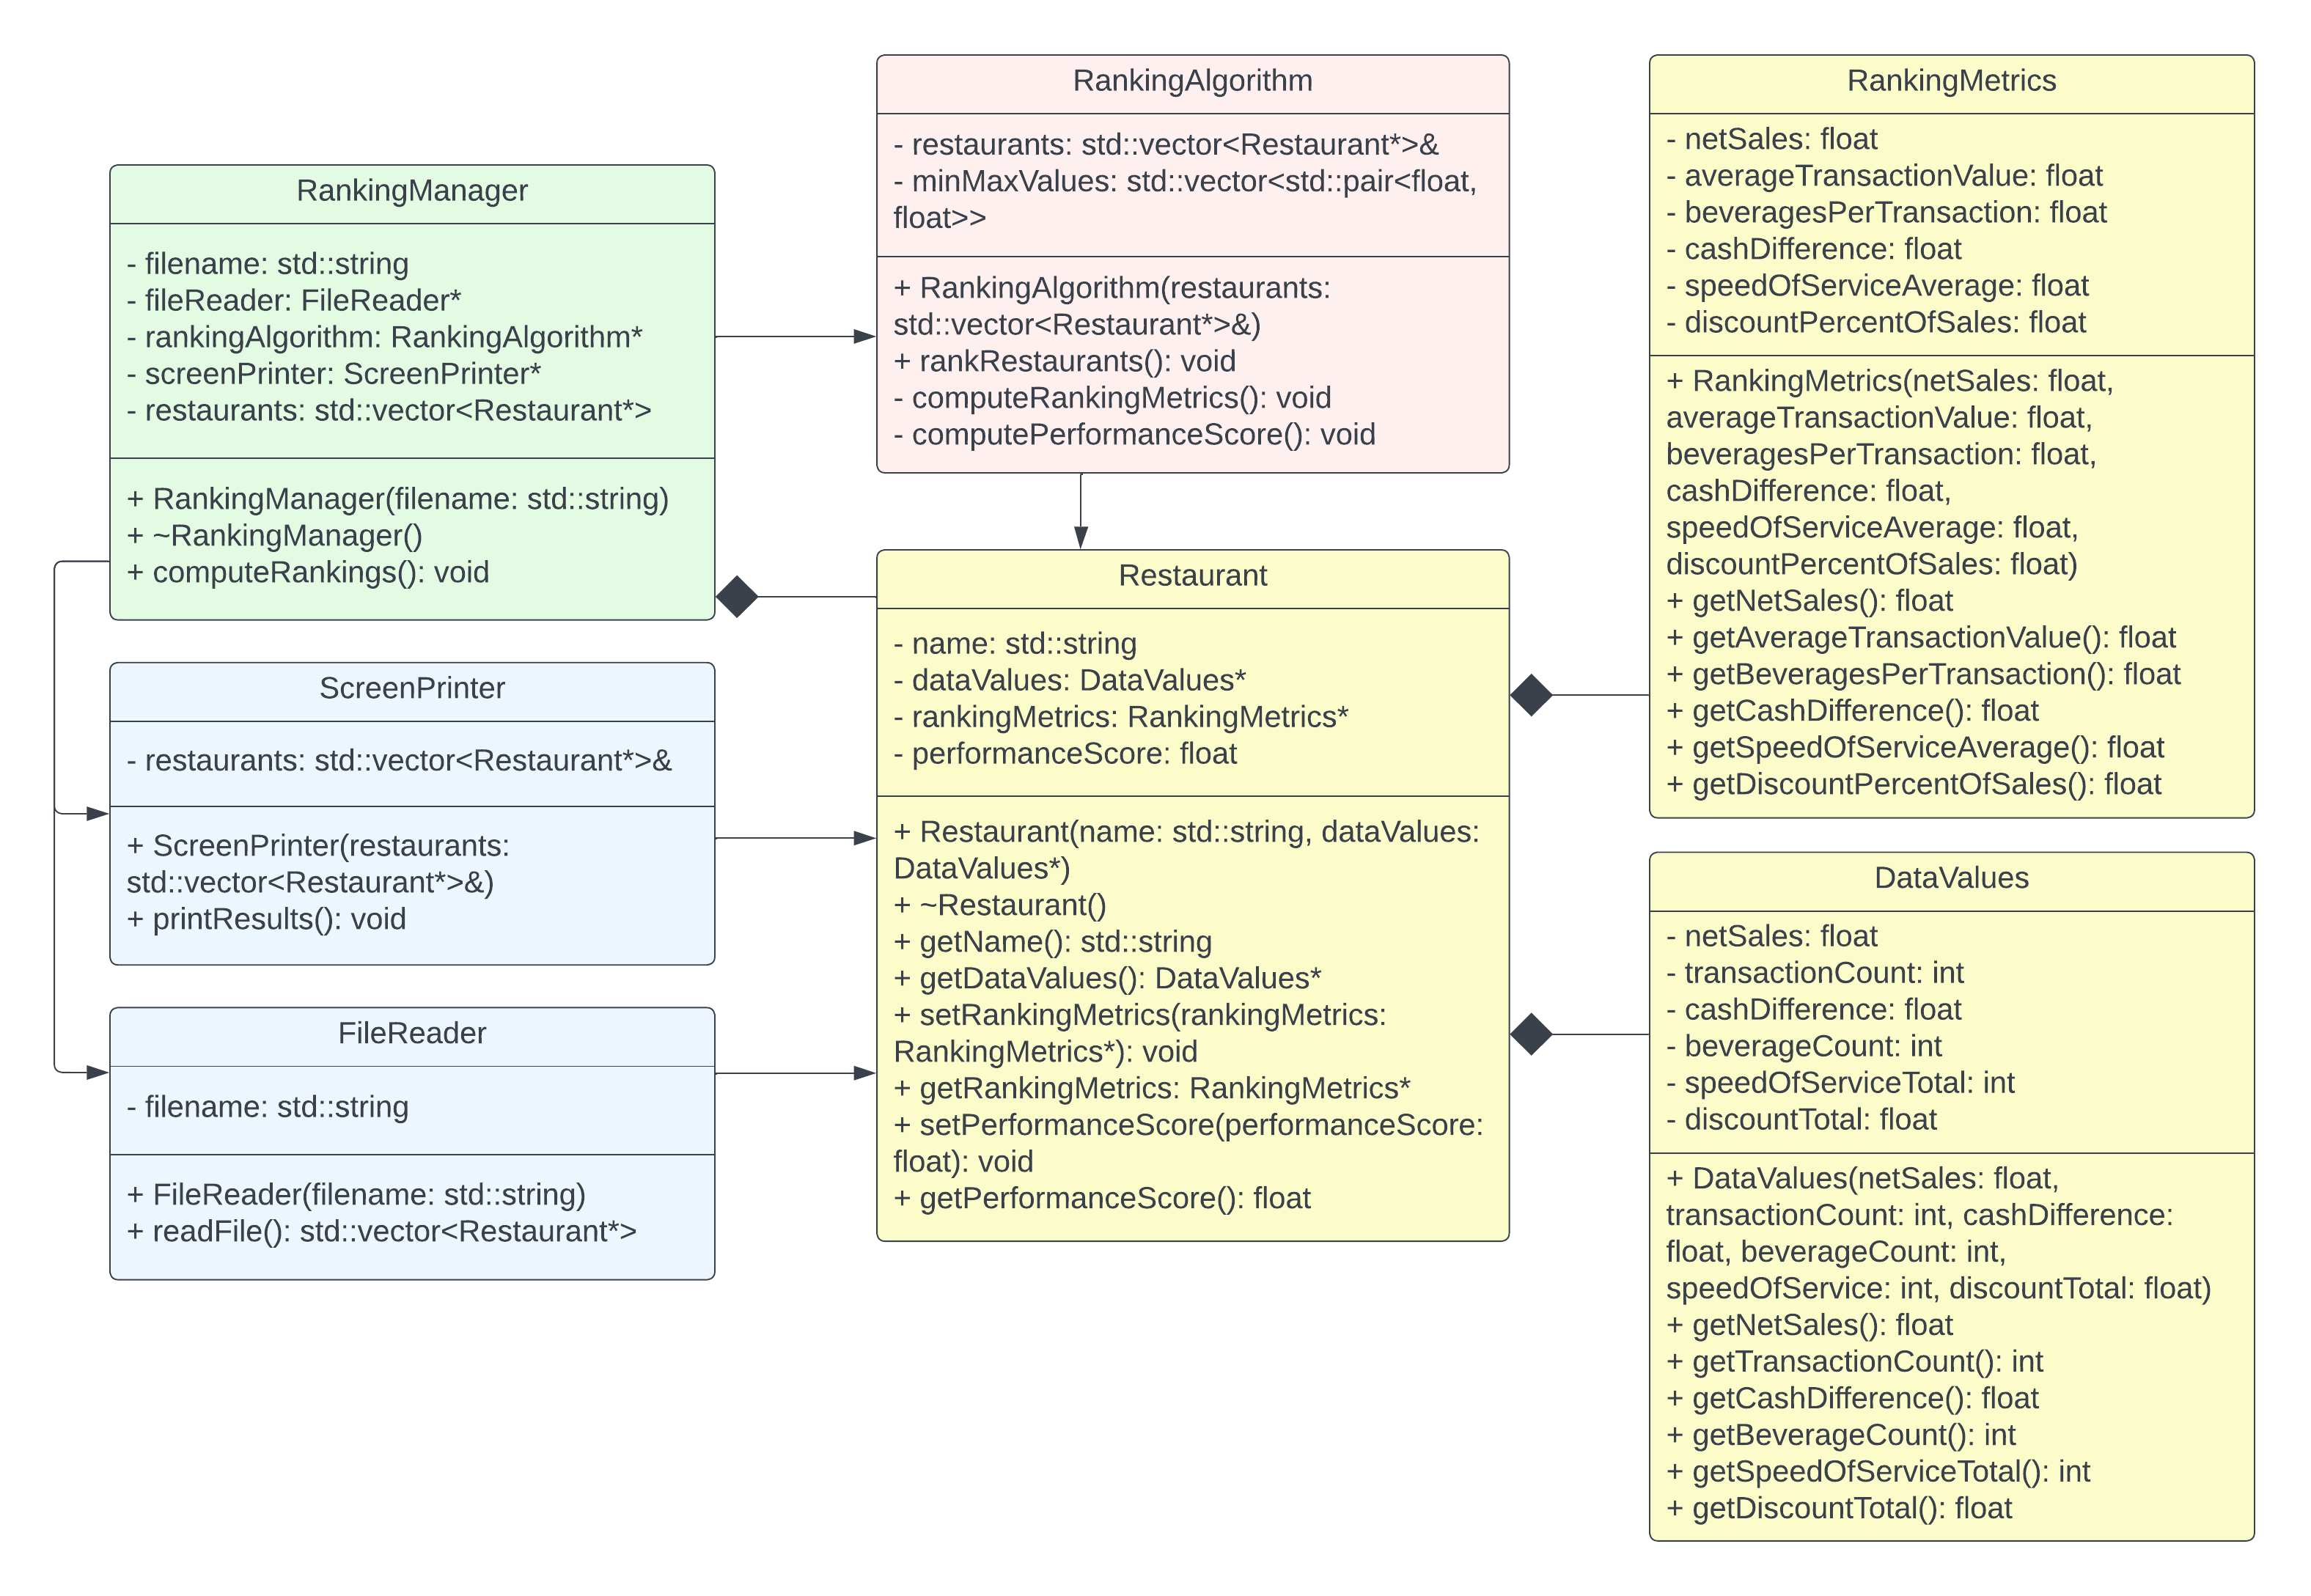 RankingManager
- filename: std::string
- fileReader: FileReader*
- rankingAlgorithm: RankingAlgorithm*
- screenPrinter: ScreenPrinter*
- restaurants: std::vector<Restaurant*>
+ RankingManager(filename: std::string)
+ ~RankingManager()
+ computeRankings(): void
ScreenPrinter
- restaurants: std::vector<Restaurant*>&
+ ScreenPrinter(restaurants:
std::vector<Restaurant*>&)
+ printResults(): void
FileReader
- filename: std::string
+ FileReader(filename: std::string)
+ readFile(): std::vector<Restaurant*>
RankingAlgorithm
- restaurants: std::vector<Restaurant*>&
- minMaxValues: std::vector<std::pair<float,
float>>
+ RankingAlgorithm(restaurants:
std::vector<Restaurant*>&)
+ rankRestaurants(): void
- computeRankingMetrics(): void
- computePerformanceScore(): void
Restaurant
- name: std::string
- dataValues: DataValues*
- rankingMetrics: RankingMetrics*
- performanceScore: float
+ Restaurant(name: std::string, dataValues:
DataValues*)
+ ~Restaurant()
+ getName(): std::string
+ getDataValues(): DataValues*
+ setRankingMetrics(rankingMetrics:
RankingMetrics*): void
+ getRankingMetrics: RankingMetrics*
+ setPerformanceScore(performanceScore:
float): void
+ getPerformanceScore(): float
RankingMetrics
- netSales: float
- averageTransactionValue: float
- beveragesPerTransaction: float
- cashDifference: float
- speedOfServiceAverage: float
- discountPercentOfSales: float
+ RankingMetrics(netSales: float,
averageTransactionValue: float,
beveragesPerTransaction: float,
cashDifference: float,
speedOfServiceAverage: float,
discountPercentOfSales: float)
+ getNetSales(): float
+ getAverageTransactionValue(): float
+ getBeveragesPerTransaction(): float
+ getCashDifference(): float
+ getSpeedOfServiceAverage(): float
+ getDiscountPercentOfSales(): float
DataValues
- netSales: float
- transactionCount: int
- cashDifference: float
- beverageCount: int
- speedOfServiceTotal: int
- discountTotal: float
+ DataValues(netSales: float,
transactionCount: int, cashDifference:
float, beverageCount: int,
speedOfService: int, discountTotal: float)
+ getNetSales(): float
+ getTransactionCount(): int
+ getCashDifference(): float
+ getBeverageCount(): int
+ getSpeedOfServiceTotal(): int
+ getDiscountTotal(): float